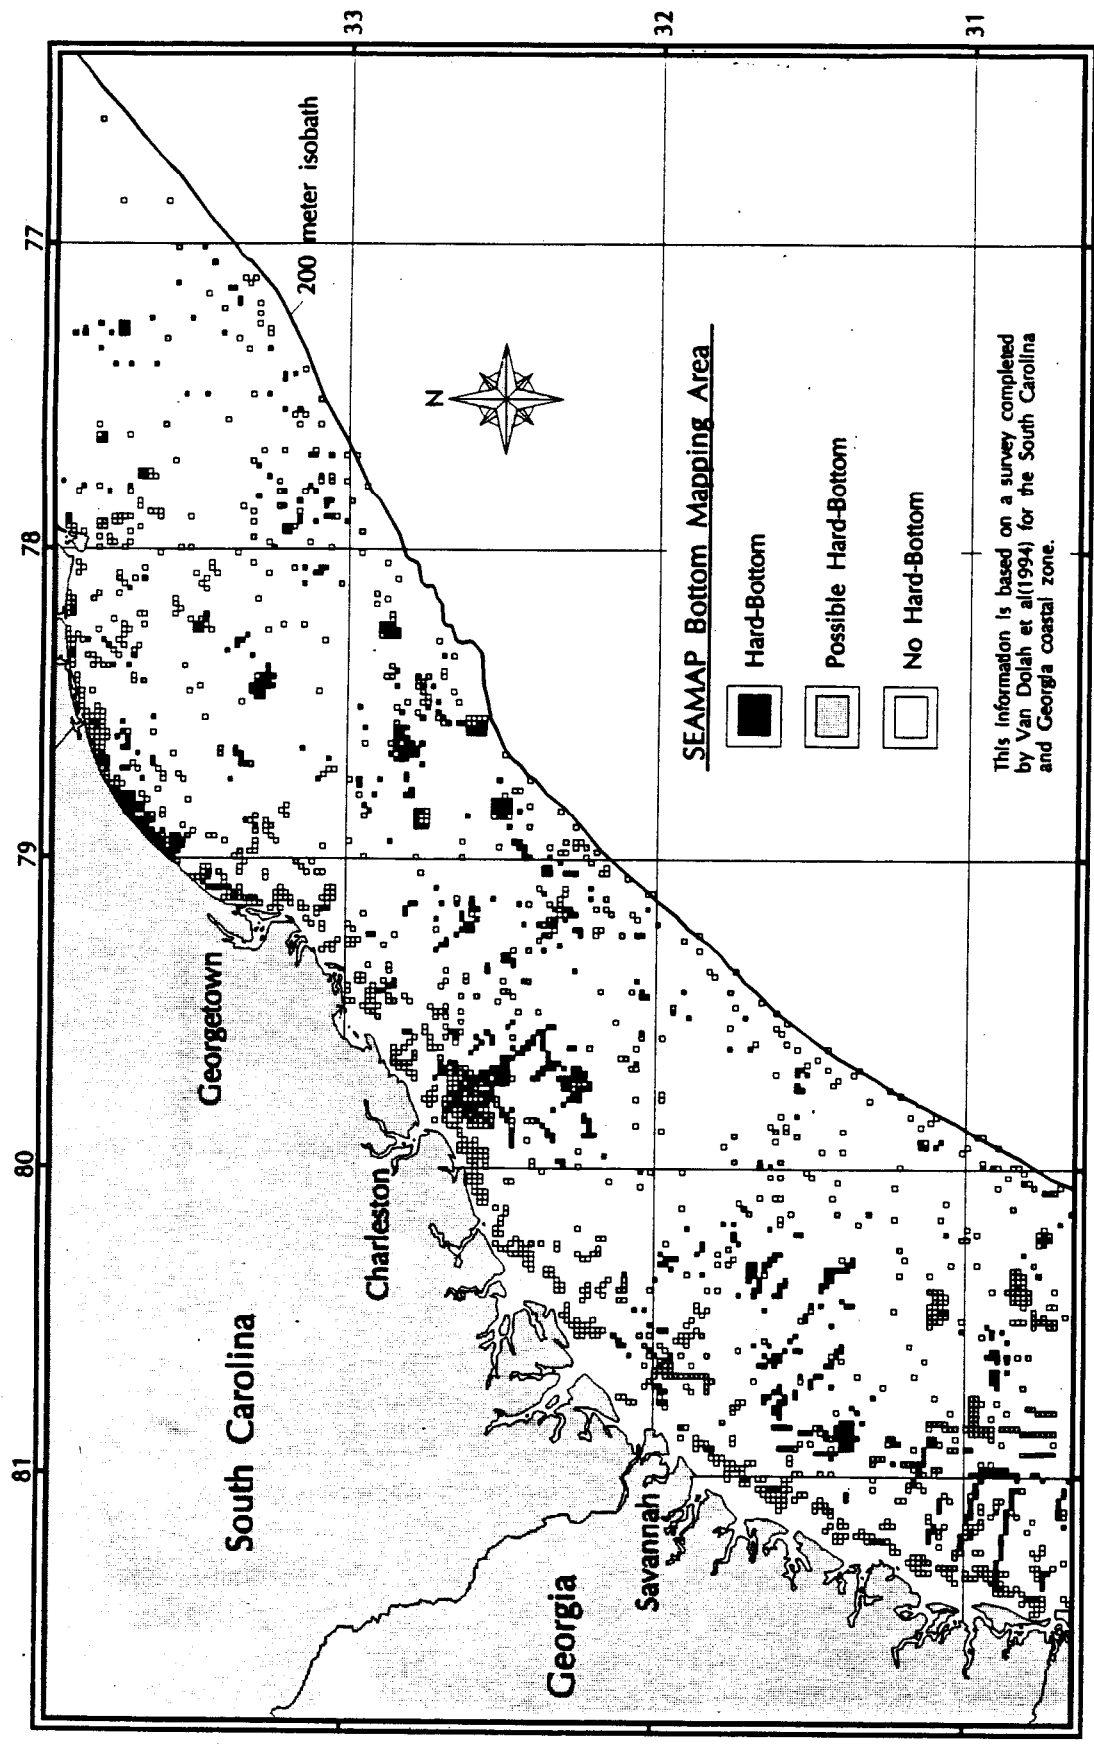 81
80
79
78
77
33
32
31
South Carolina
Georgetown
Charleston
Georgia
Savannah
200 meter isobath
N
SEAMAP Bottom Mapping Area
Hard-Bottom
Possible Hard-Bottom
No Hard-Bottom
This information is based on a survey completed
by Van Dolah et al(1994) for the South Carolina
and Georgia coastal zone.